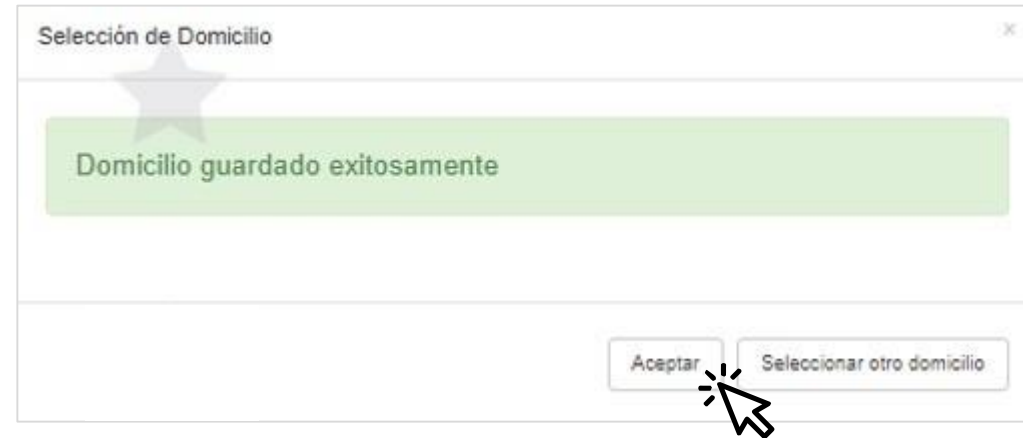 Selección de Domicilio
Domicilio guardado exitosamente
Aceptar
Seleccionar otro domicilio